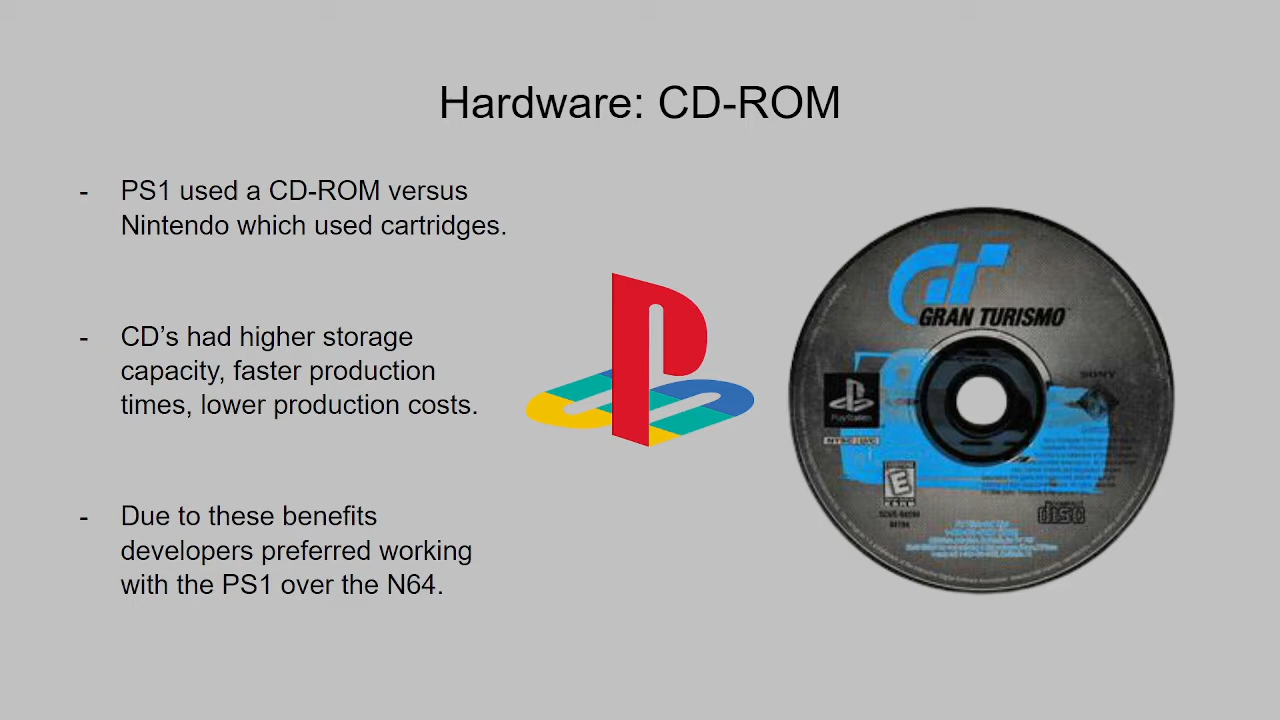 Hardware: CD-ROM
- PS1 used a CD-ROM versus
Nintendo which used cartridges.
- CD’s had higher storage
capacity, faster production
times, lower production costs.
- Due to these benefits
developers preferred working
with the PS1 over the N64.
GRAN TURISMO
SONY
PlayStation
NTSC U/C
E
disc